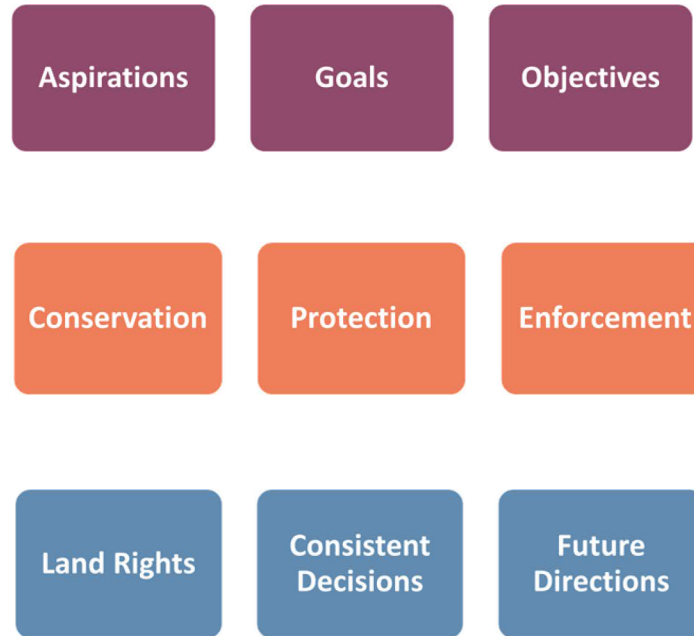 Aspirations
Goals
Objectives
Conservation
Protection
Enforcement
Land Rights
Consistent
Decisions
Future
Directions